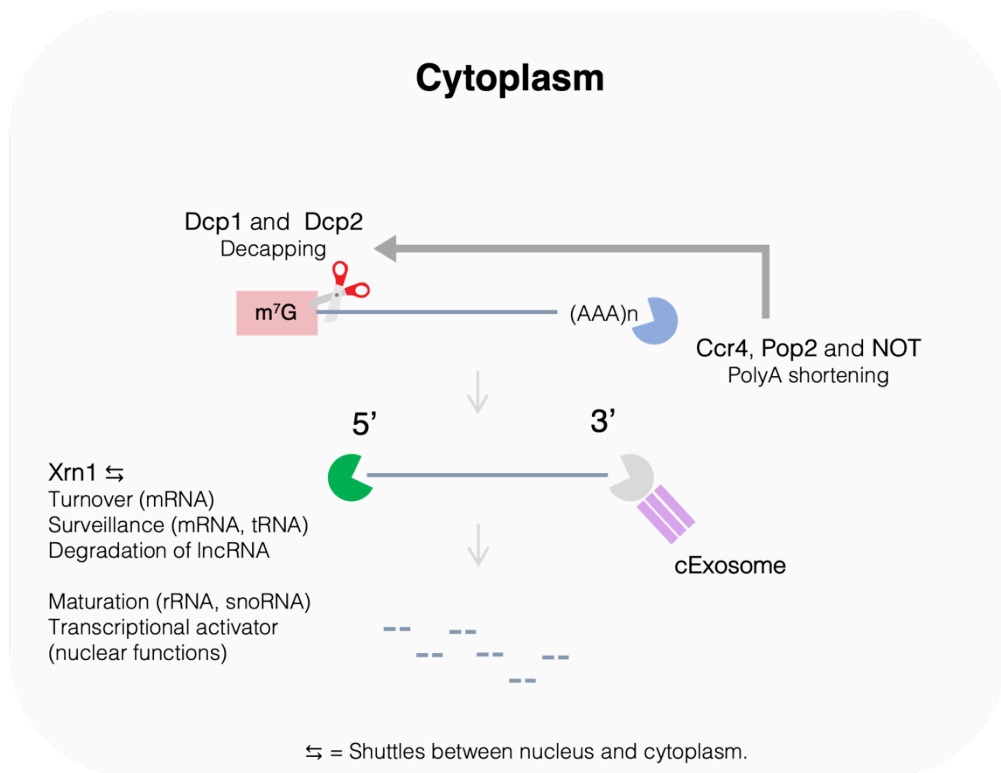 Cytoplasm
Dcp1 and Dcp2
Decapping
m⁷G
(AAA)n
Ccr4, Pop2 and NOT
PolyA shortening
5’
3’
Xrn1 ⇆
Turnover (mRNA)
Surveillance (mRNA, tRNA)
Degradation of lncRNA
cExosome
Maturation (rRNA, snoRNA)
Transcriptional activator
(nuclear functions)
⇆ = Shuttles between nucleus and cytoplasm.